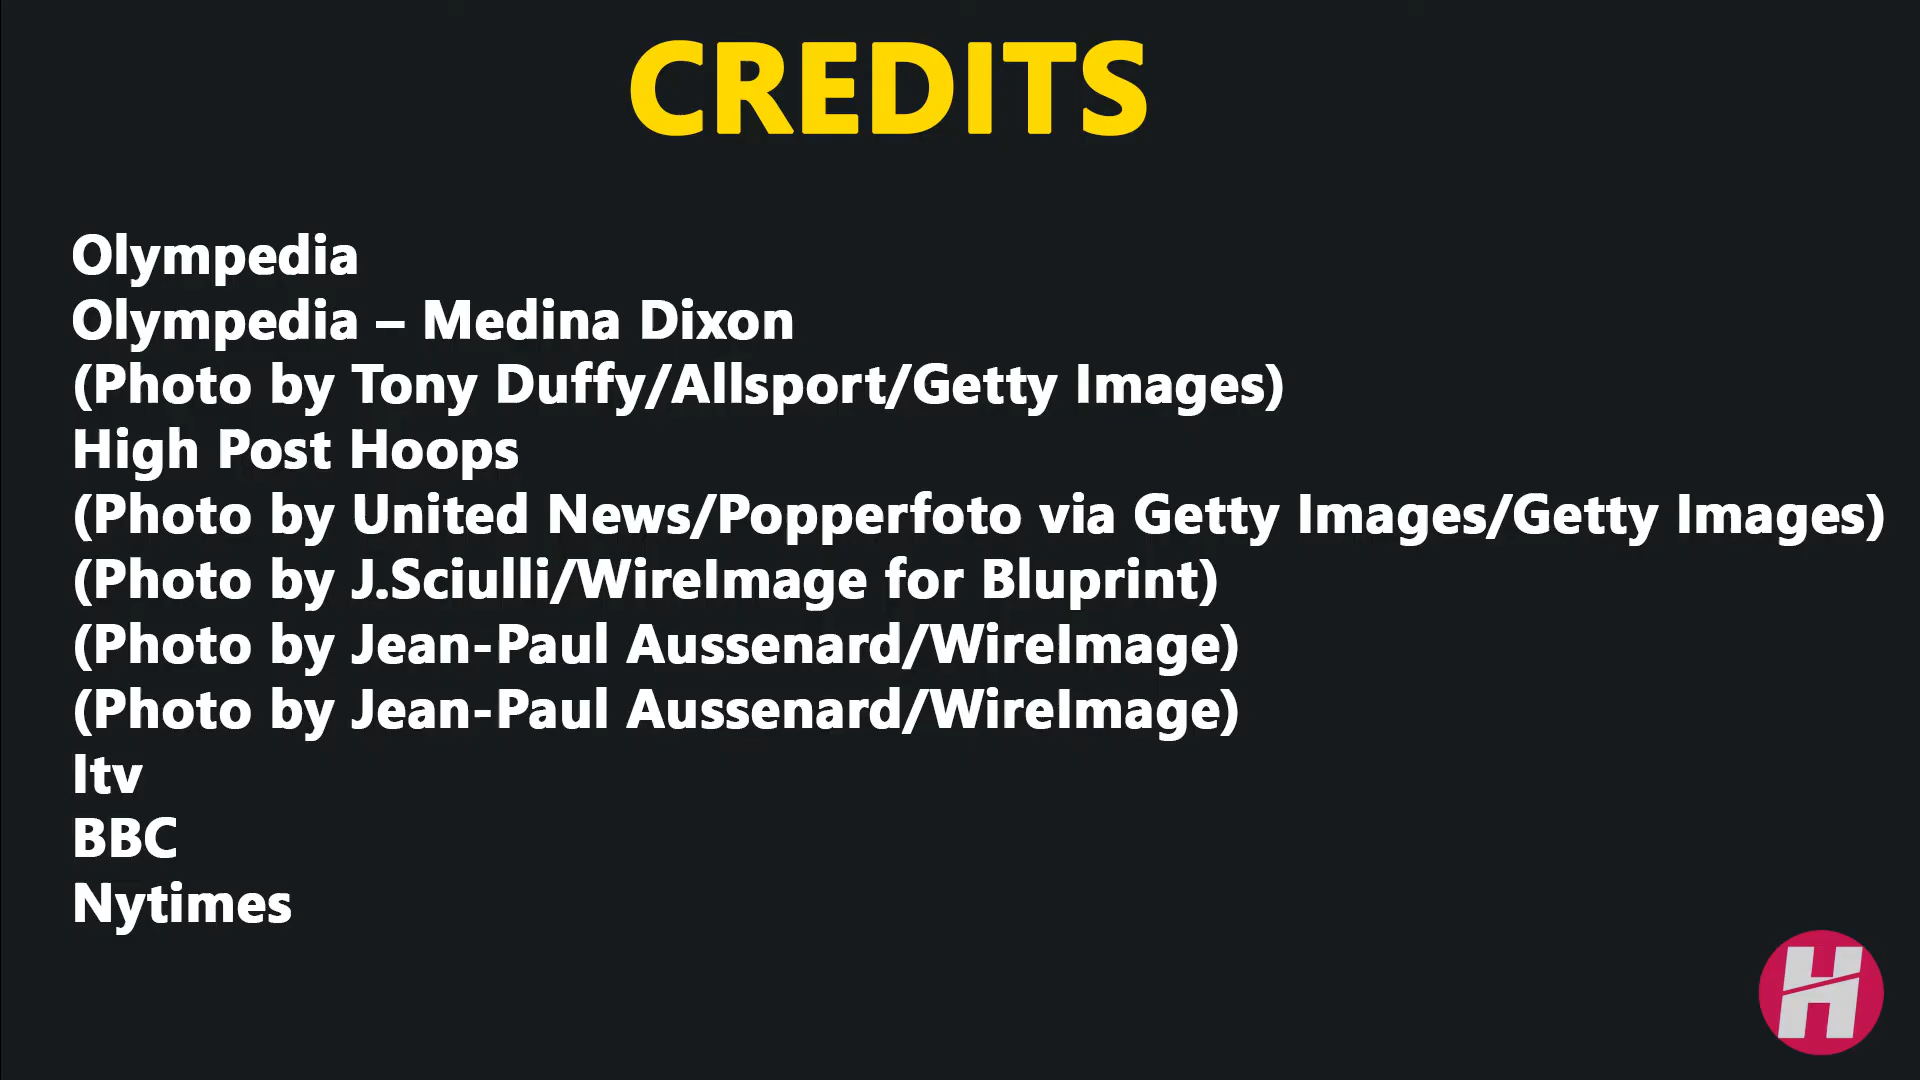 CREDITS
Olympedia
Olympedia – Medina Dixon
(Photo by Tony Duffy/Allsport/Getty Images)
High Post Hoops
(Photo by United News/Popperfoto via Getty Images/Getty Images)
(Photo by J.Sciulli/WireImage for Bluprint)
(Photo by Jean-Paul Aussenard/WireImage)
(Photo by Jean-Paul Aussenard/WireImage)
Itv
BBC
Nytimes
H